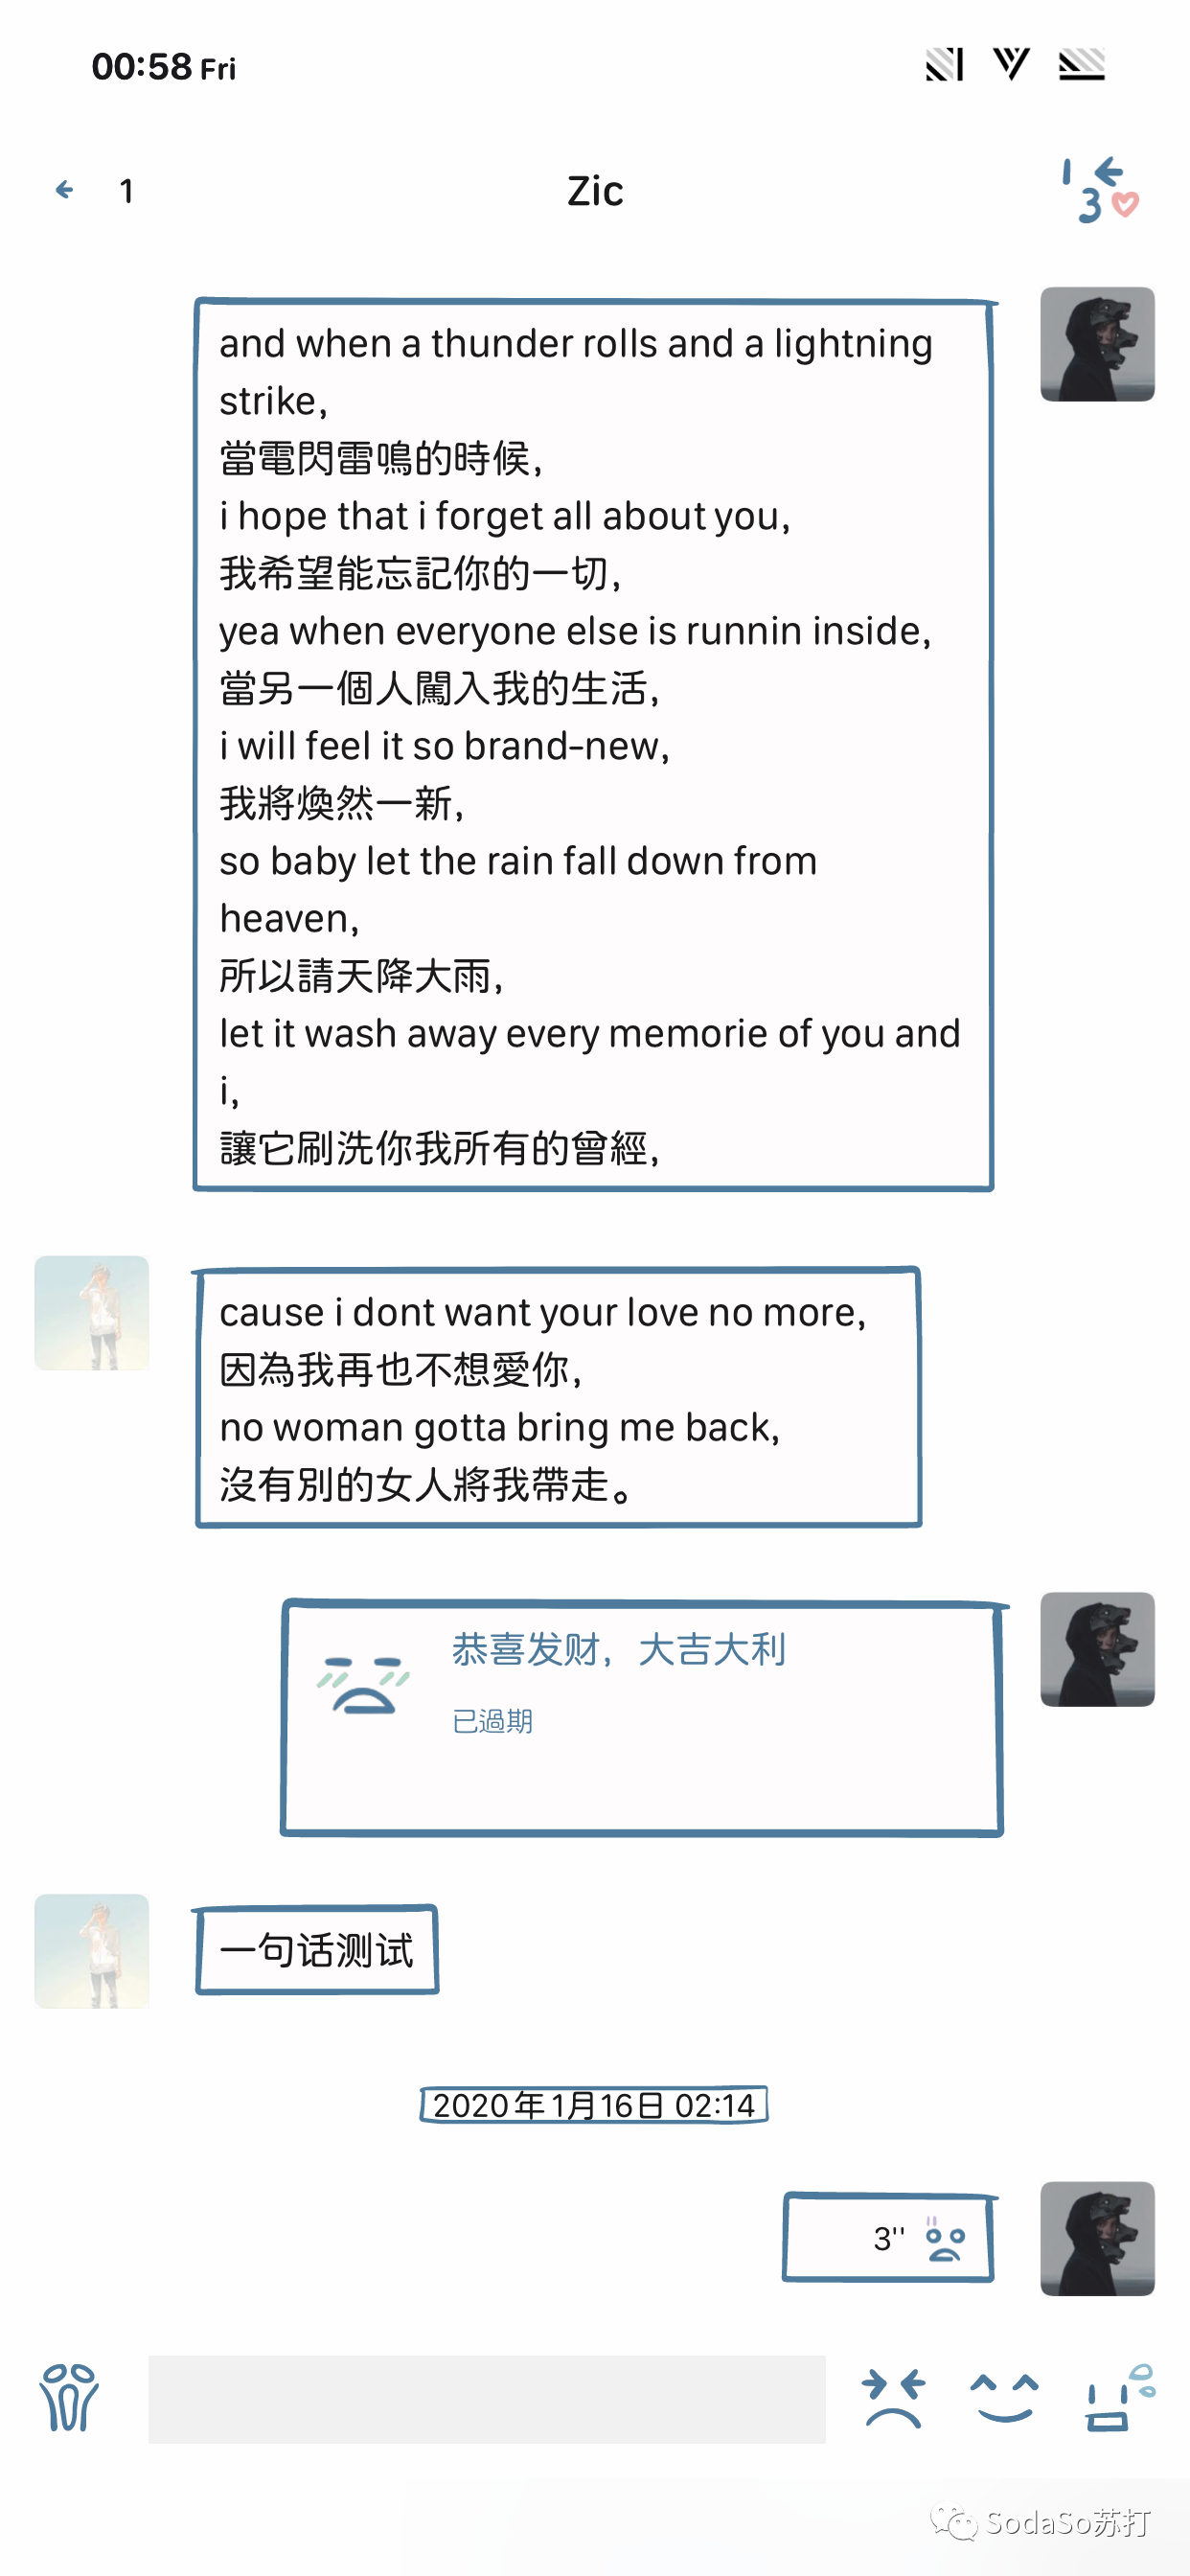 00:58 Fri
1
Zic
1
3
and when a thunder rolls and a lightning
strike,
當電閃雷鳴的時候,
i hope that i forget all about you,
我希望能忘記你的一切,
yea when everyone else is runnin inside,
當另一個人闖入我的生活,
i will feel it so brand-new,
我將煥然一新,
so baby let the rain fall down from
heaven,
所以請天降大雨,
let it wash away every memorie of you and
i,
讓它刷洗你我所有的曾經,
cause i dont want your love no more,
因為我再也不想愛你,
no woman gotta bring me back,
沒有別的女人將我帶走。
恭喜发财，大吉大利
已過期
一句话测试
2020年1月16日 02:14
3''
SodaSo苏打